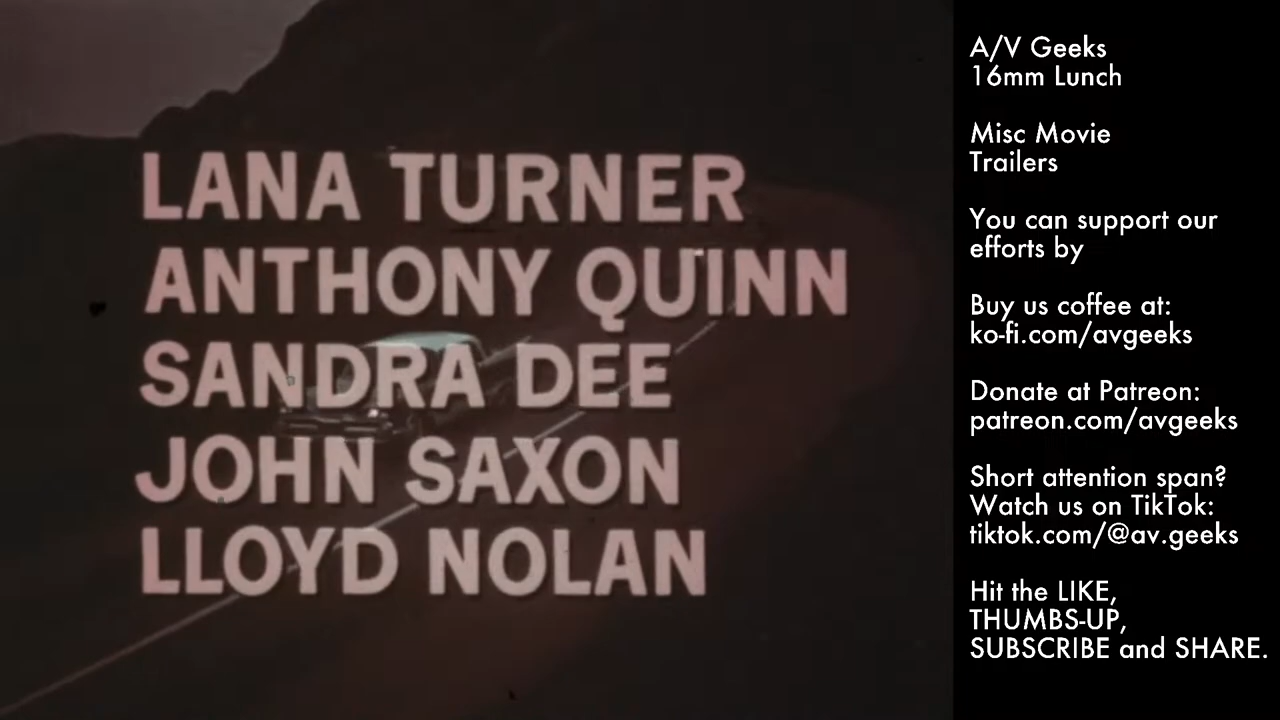 LANA TURNER
ANTHONY QUINN
SANDRA DEE
JOHN SAXON
LLOYD NOLAN
A/V Geeks
16mm Lunch
Misc Movie
Trailers
You can support our
efforts by
Buy us coffee at:
ko-fi.com/avgeeks
Donate at Patreon:
patreon.com/avgeeks
Short attention span?
Watch us on TikTok:
tiktok.com/@av.geeks
Hit the LIKE,
THUMBS-UP,
SUBSCRIBE and SHARE.